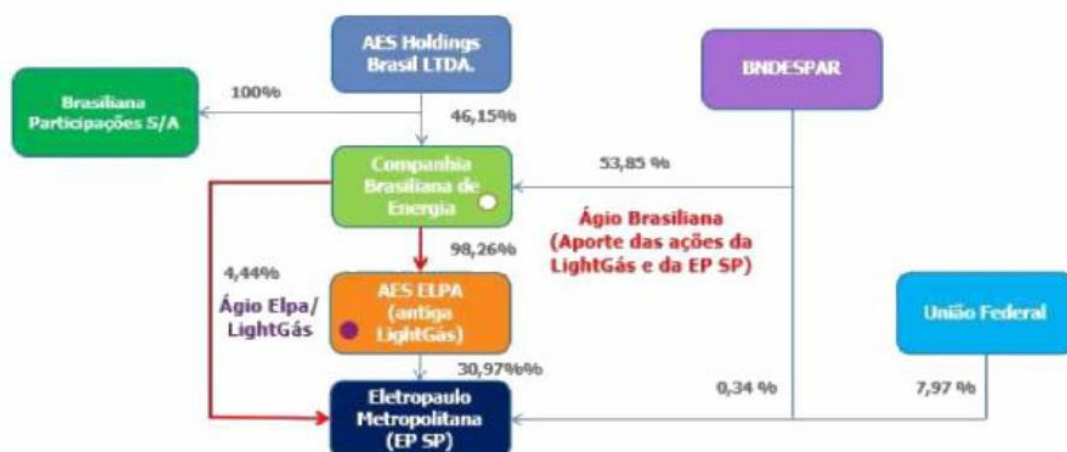 AES Holdings
Brasil LTDA.
BNDESPAR
100%
Brasiliana
Participações S/A
46,15%
Companhia
Brasiliana de
Energia
53,85 %
Ágio Brasiliana
(Aporte das ações da
LightGás e da EP SP)
98,26%
4,44%
Ágio Elpa/
LightGás
AES ELPA
(antiga
LightGás)
União Federal
30,97%%
0,34 %
7,97 %
Eletropaulo
Metropolitana
(EP SP)